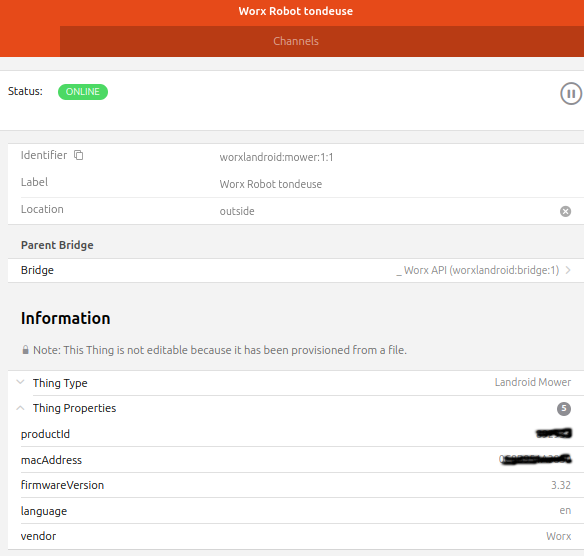 Worx Robot tondeuse
Channels
Status: ONLINE
Identifier worxlandroid:mower:1:1
Label Worx Robot tondeuse
Location outside
Parent Bridge
Bridge _ Worx API (worxlandroid:bridge:1)
Information
Note: This Thing is not editable because it has been provisioned from a file.
Thing Type Landroid Mower
Thing Properties 5
productId
macAddress
firmwareVersion 3.32
language en
vendor Worx